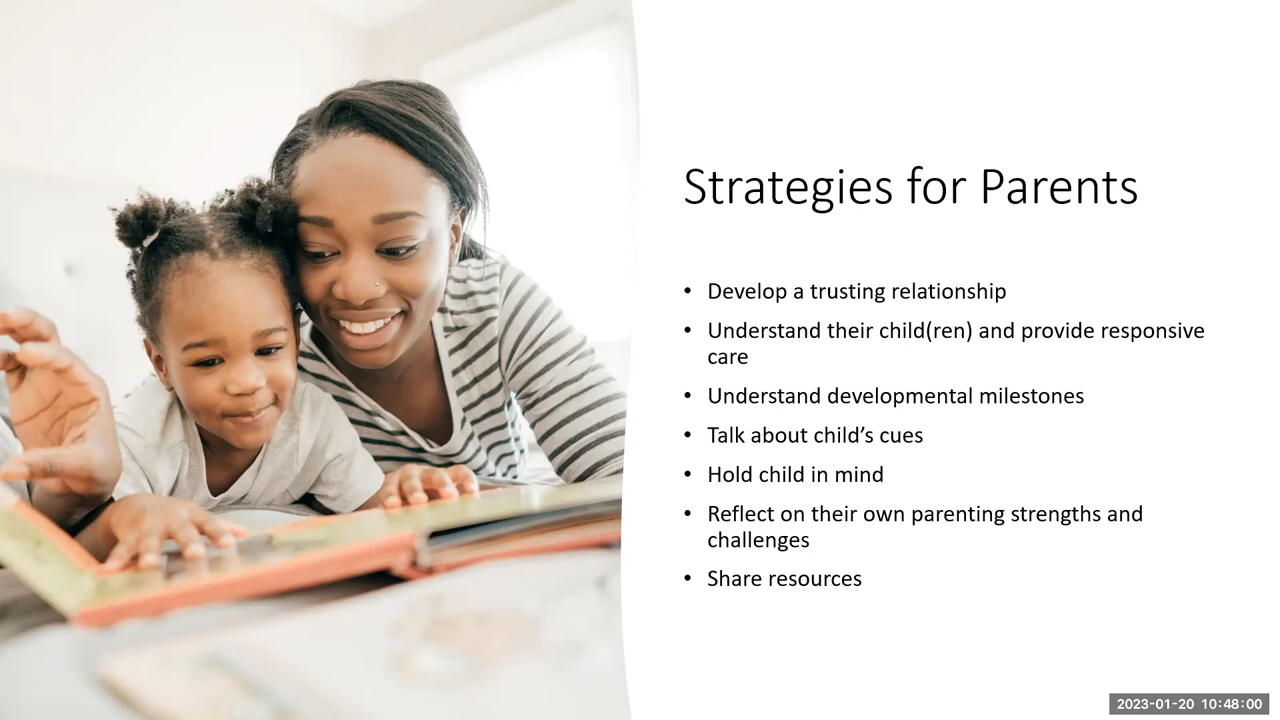 Strategies for Parents
• Develop a trusting relationship
• Understand their child(ren) and provide responsive
care
• Understand developmental milestones
• Talk about child’s cues
• Hold child in mind
• Reflect on their own parenting strengths and
challenges
• Share resources
2023-01-20 10:48:00